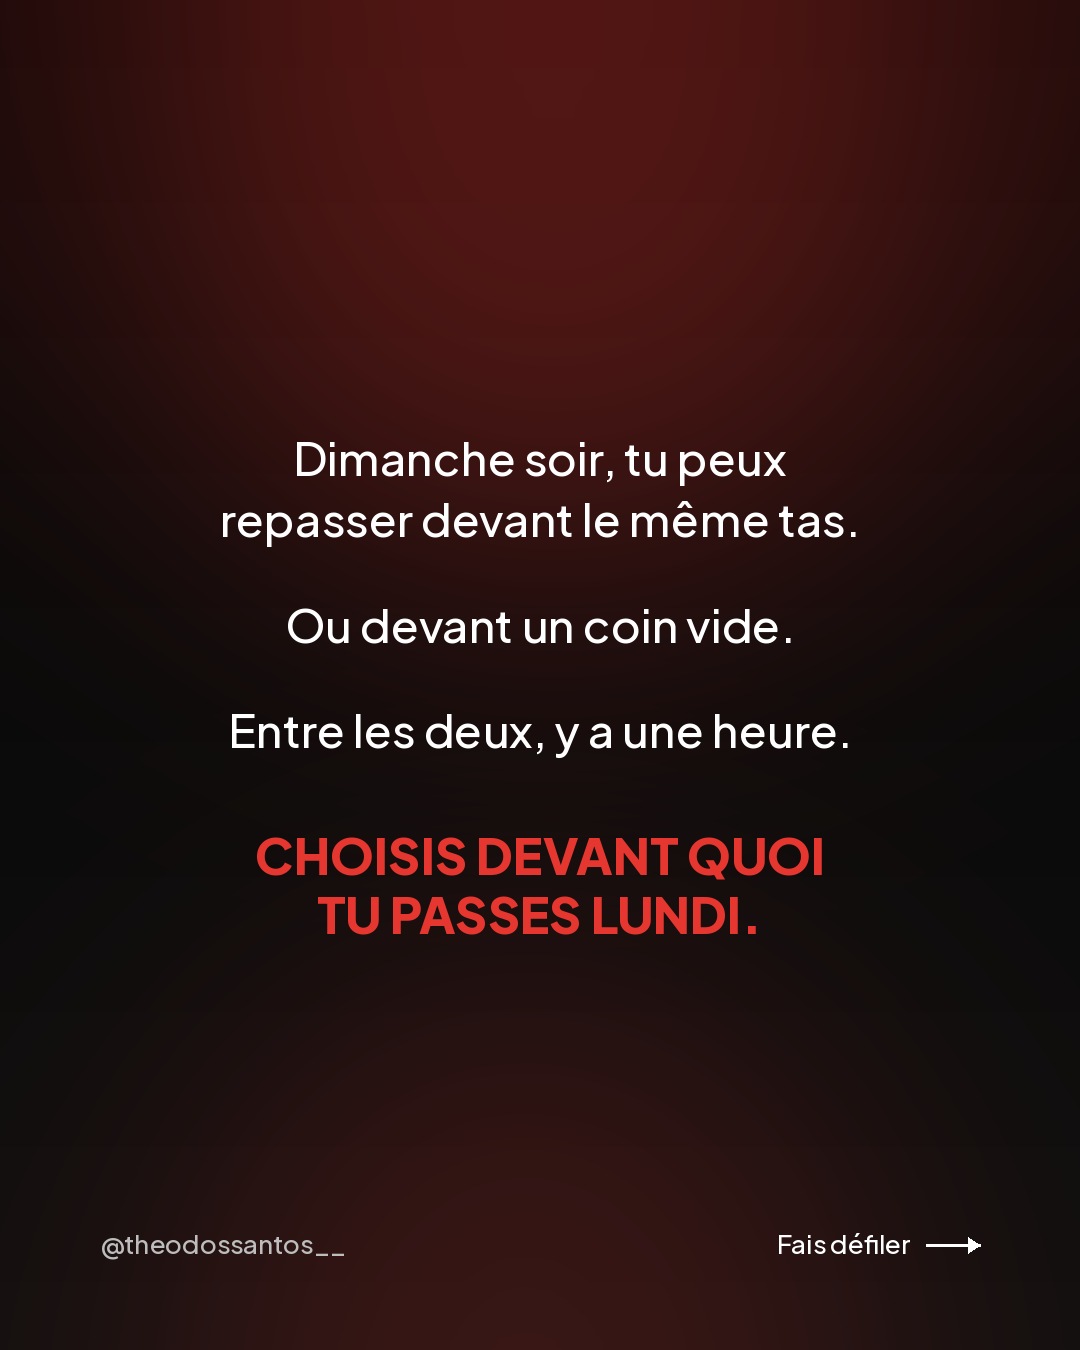 Dimanche soir, tu peux
repasser devant le même tas.
Ou devant un coin vide.
Entre les deux, y a une heure.
CHOISIS DEVANT QUOI
TU PASSES LUNDI.
@theodossantos__
Fais défiler